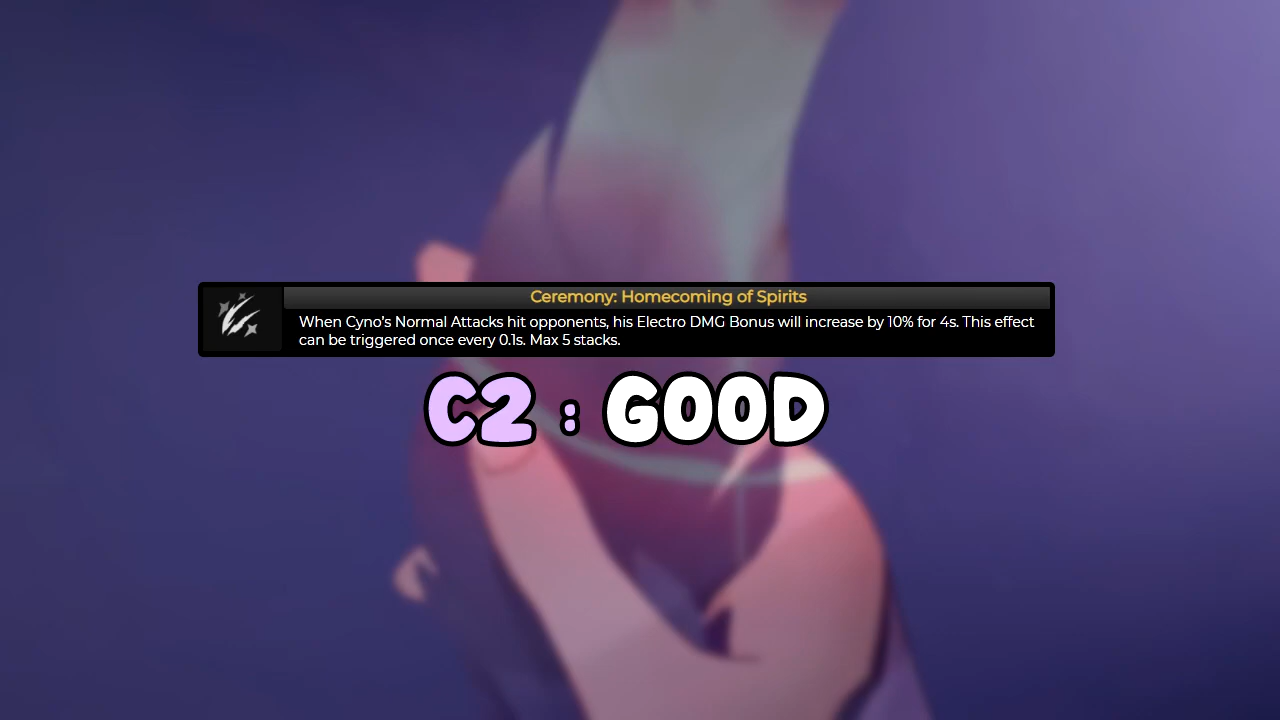 Ceremony: Homecoming of Spirits
When Cyno's Normal Attacks hit opponents, his Electro DMG Bonus will increase by 10% for 4s. This effect
can be triggered once every 0.1s. Max 5 stacks.
C2 : GOOD